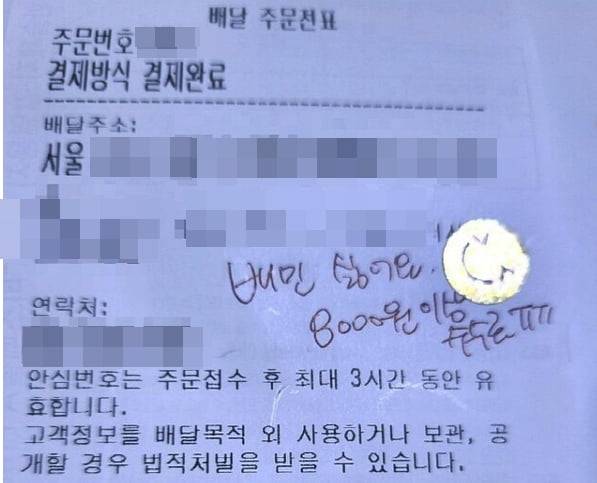 배달 주문전표
주문번호
결제방식 결제완료
배달주소:
서울
배민 싫어요.
8000원이상
수수료 ㅠㅠ
연락처:
안심번호는 주문접수 후 최대 3시간 동안 유
효합니다.
고객정보를 배달목적 외 사용하거나 보관, 공
개할 경우 법적처벌을 받을 수 있습니다.